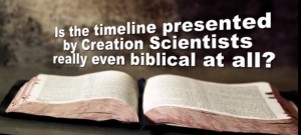 Is the timeline presented
by Creation Scientists
really even biblical at all?